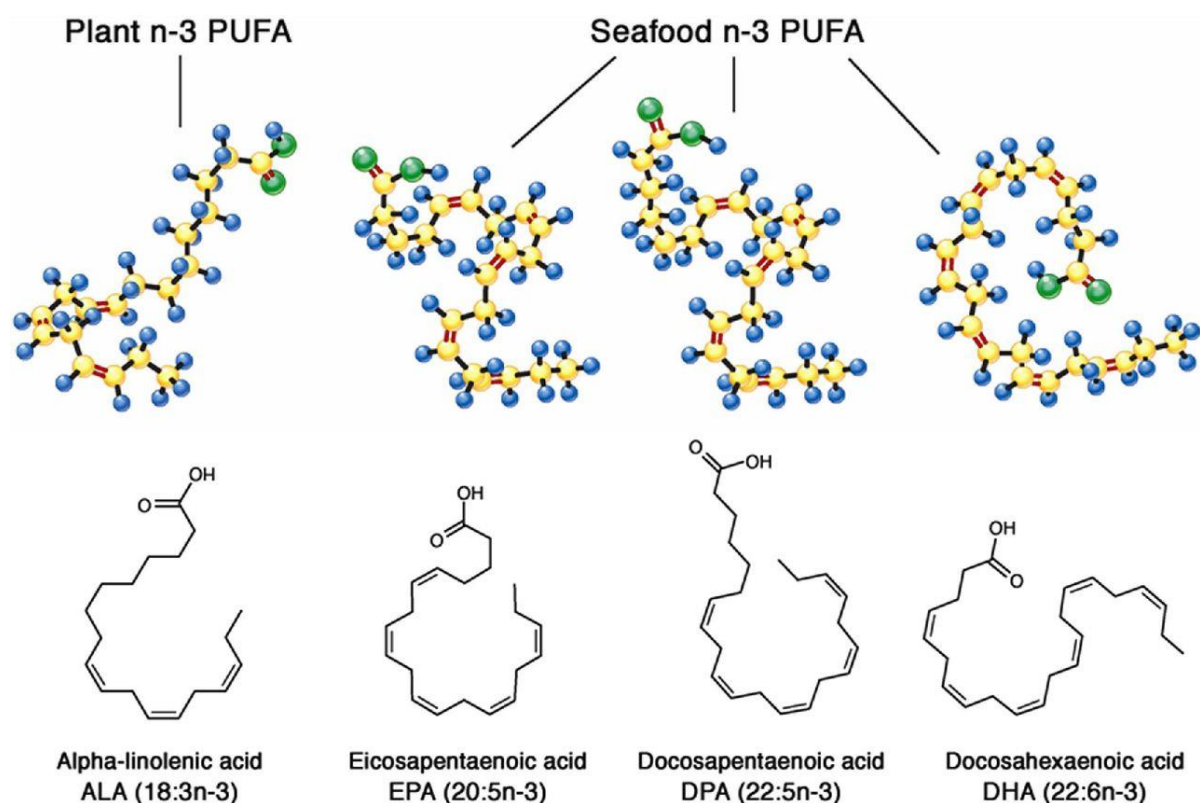 Plant n-3 PUFA
Seafood n-3 PUFA
O
OH
OH
O
O
OH
OH
O
Alpha-linolenic acid
ALA (18:3n-3)
Eicosapentaenoic acid
EPA (20:5n-3)
Docosapentaenoic acid
DPA (22:5n-3)
Docosahexaenoic acid
DHA (22:6n-3)